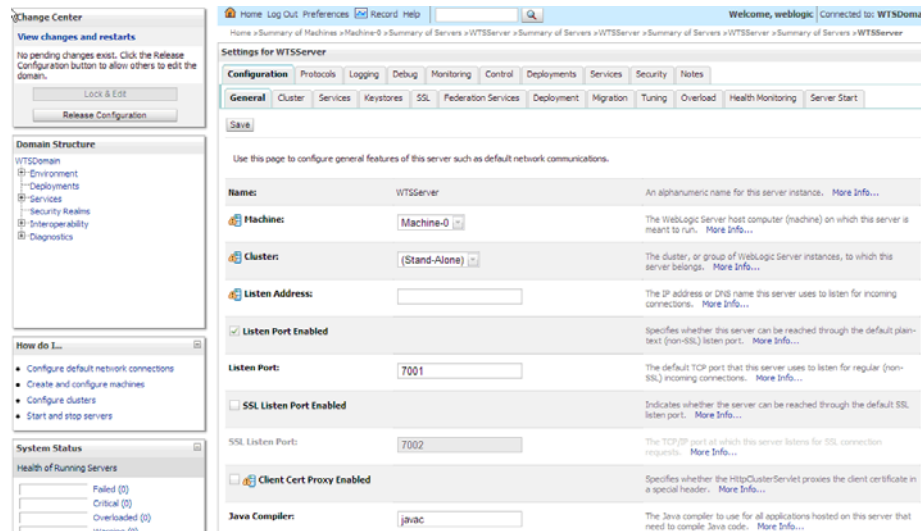 Change Center
View changes and restarts
No pending changes exist. Click the Release
Configuration button to allow others to edit the
domain.
Lock & Edit
Release Configuration
Domain Structure
WTSDomain
Environment
Deployments
Services
Security Realms
Interoperability
Diagnostics
How do I...
Configure default network connections
Create and configure machines
Configure clusters
Start and stop servers
System Status
Health of Running Servers
Failed (0)
Critical (0)
Overloaded (0)
Warning (0)
Home Log Out Preferences Record Help
Welcome, weblogic Connected to: WTSDoma
Home >Summary of Machines >Machine-0 >Summary of Servers >WTSServer >Summary of Servers >WTSServer >Summary of Servers >WTSServer >Summary of Servers >WTSServer
Settings for WTSServer
Configuration Protocols Logging Debug Monitoring Control Deployments Services Security Notes
General Cluster Services Keystores SSL Federation Services Deployment Migration Tuning Overload Health Monitoring Server Start
Save
Use this page to configure general features of this server such as default network communications.
Name: WTSServer An alphanumeric name for this server instance. More Info...
Machine: Machine-0 The WebLogic Server host computer (machine) on which this server is
meant to run. More Info...
Cluster: (Stand-Alone) The cluster, or group of WebLogic Server instances, to which this
server belongs. More Info...
Listen Address: The IP address or DNS name this server uses to listen for incoming
connections. More Info...
Listen Port Enabled Specifies whether this server can be reached through the default plain-
text (non-SSL) listen port. More Info...
Listen Port: 7001 The default TCP port that this server uses to listen for regular (non-
SSL) incoming connections. More Info...
SSL Listen Port Enabled Indicates whether the server can be reached through the default SSL
listen port. More Info...
SSL Listen Port: 7002 The TCP/IP port at which this server listens for SSL connection
requests. More Info...
Client Cert Proxy Enabled Specifies whether the HttpClusterServlet proxies the client certificate in
a special header. More Info...
Java Compiler: javac The Java compiler to use for all applications hosted on this server that
need to compile Java code. More Info...